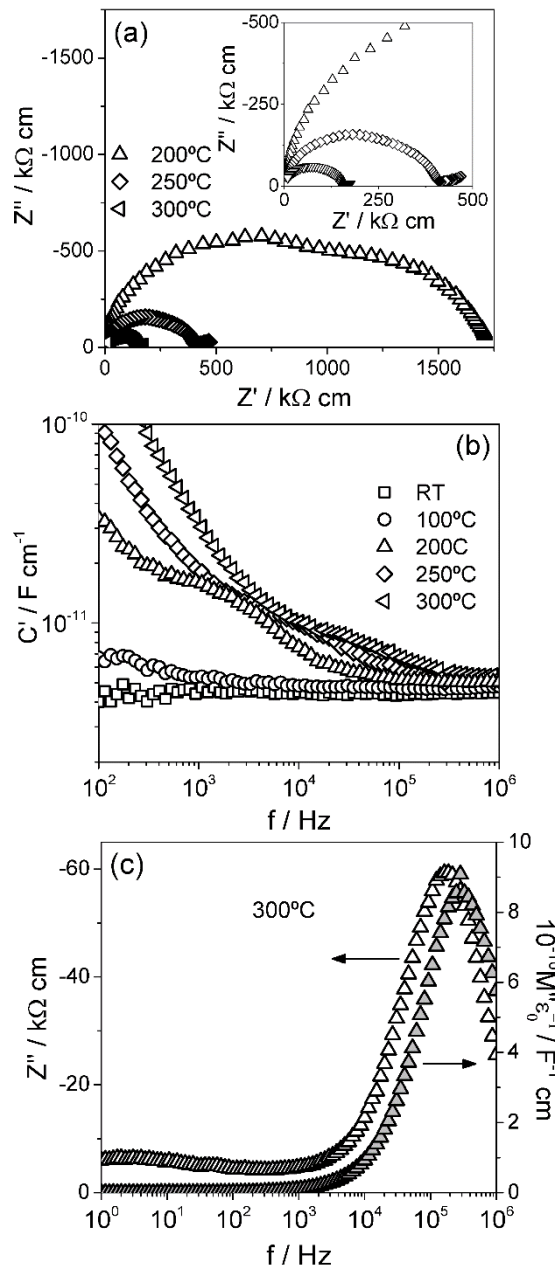 (a)
-1500
-1000
-500
0
Z'' / kΩ cm
0
500
1000
1500
Z' / kΩ cm
200ºC
250ºC
300ºC
-500
-250
0
Z'' / kΩ cm
0
250
500
Z' / kΩ cm
(b)
10⁻¹⁰
10⁻¹¹
C' / F cm⁻¹
RT
100ºC
200C
250ºC
300ºC
10² 10³ 10⁴ 10⁵ 10⁶
f / Hz
(c)
300ºC
-60
-40
-20
0
Z'' / kΩ cm
10
8
6
4
2
0
10⁰ 10¹ 10² 10³ 10⁴ 10⁵ 10⁶
f / Hz